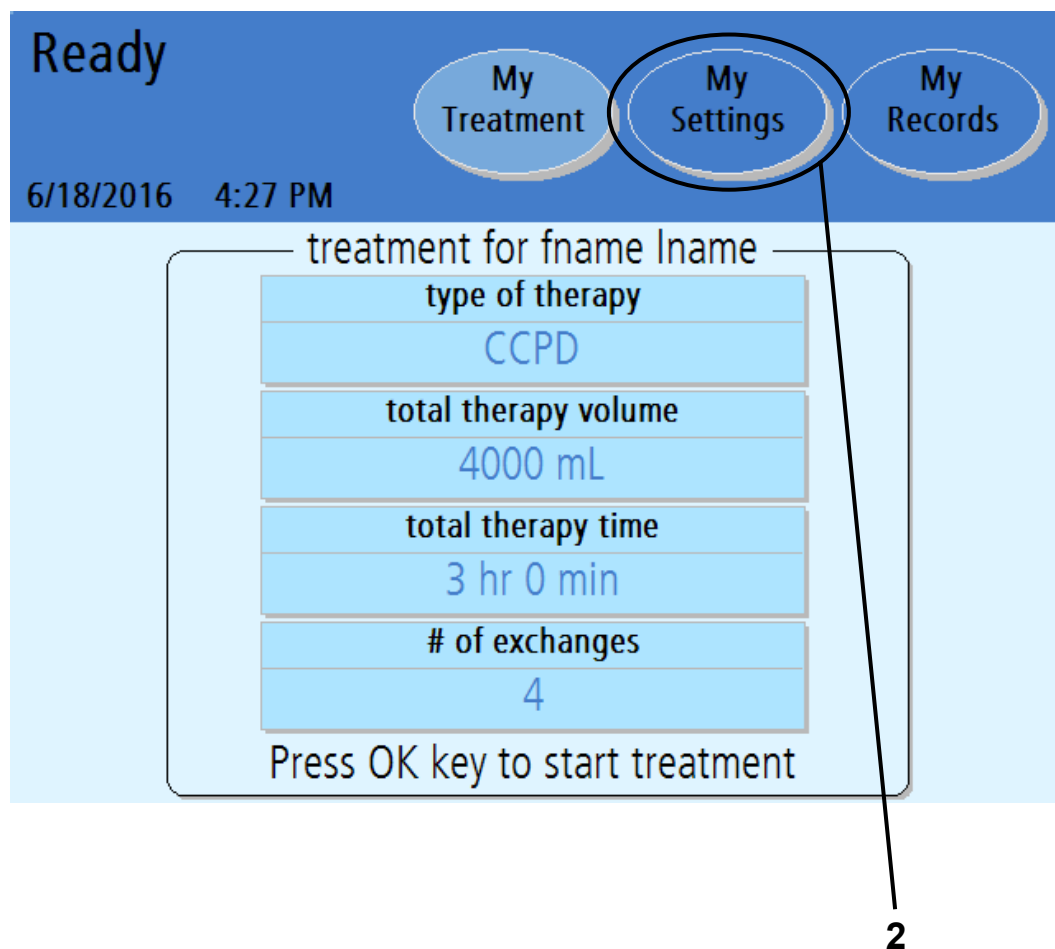 Ready
My
Treatment
My
Settings
My
Records
6/18/2016 4:27 PM
treatment for fname lname
type of therapy
CCPD
total therapy volume
4000 mL
total therapy time
3 hr 0 min
# of exchanges
4
Press OK key to start treatment
2